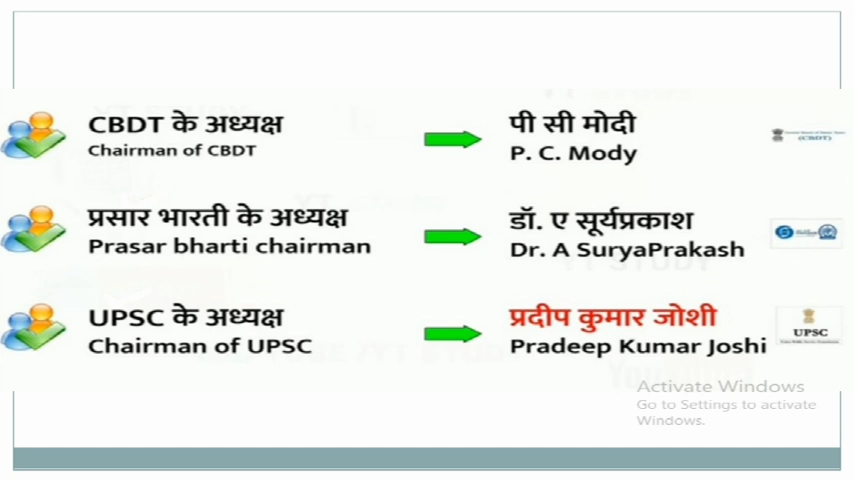 CBDT के अध्यक्ष
Chairman of CBDT
पी सी मोदी
P. C. Mody
(CBDT)
प्रसार भारती के अध्यक्ष
Prasar bharti chairman
डॉ. ए सूर्यप्रकाश
Dr. A SuryaPrakash
UPSC के अध्यक्ष
Chairman of UPSC
प्रदीप कुमार जोशी
Pradeep Kumar Joshi
UPSC
Activate Windows
Go to Settings to activate
Windows.